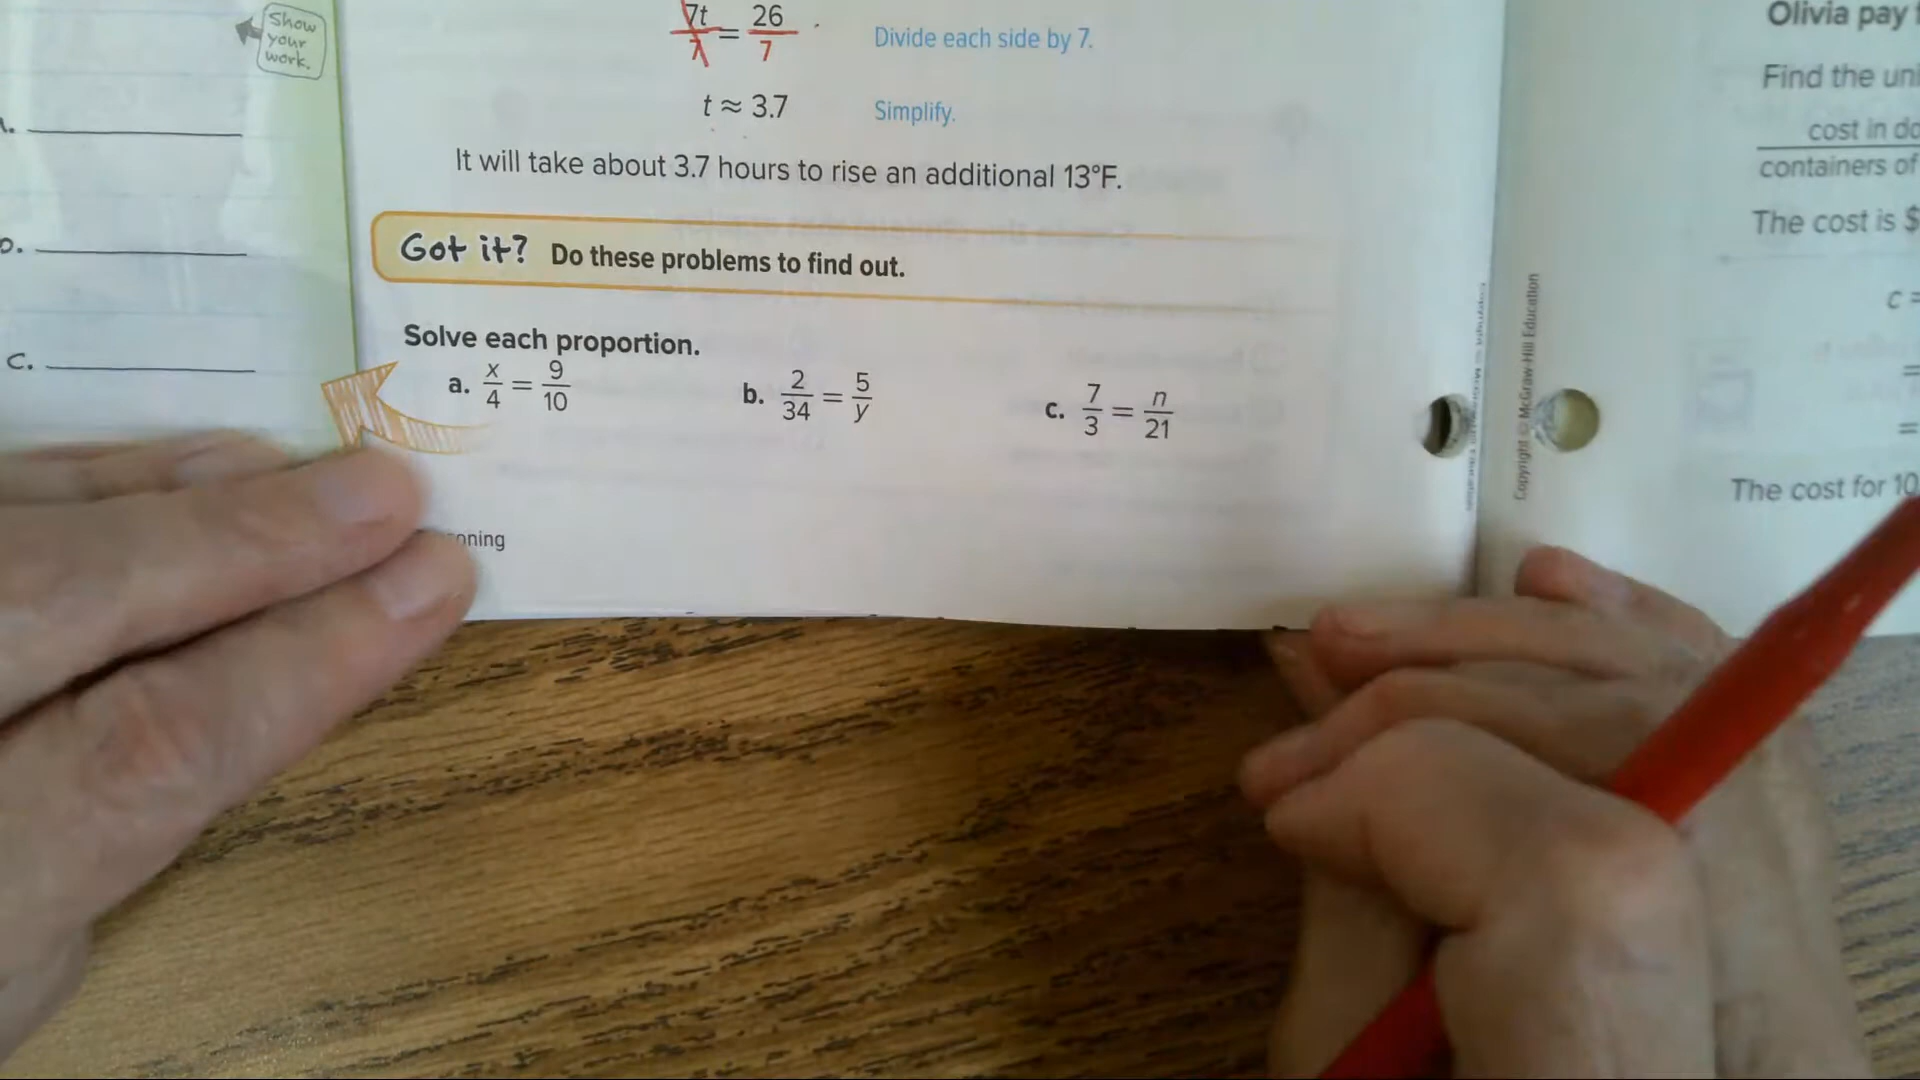 Show
your
work.
7t/7 = 26/7 Divide each side by 7.
t ≈ 3.7 Simplify.
It will take about 3.7 hours to rise an additional 13°F.
Got it? Do these problems to find out.
Solve each proportion.
a. x/4 = 9/10 b. 2/34 = 5/y c. 7/3 = n/21
c.
Copyright © McGraw-Hill Education
Olivia pay
Find the
cost in
containers of
The cost is $
c =
=
=
The cost for 10